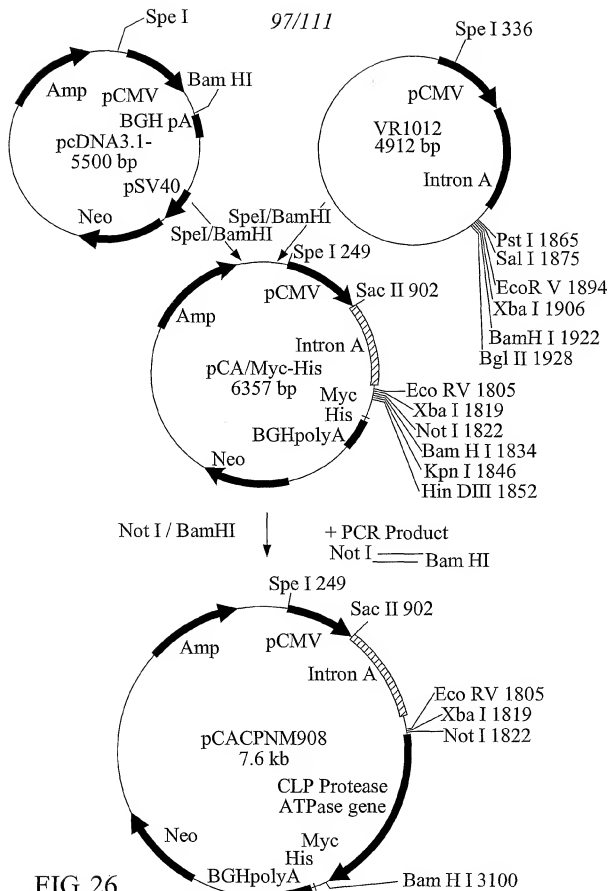 97/111
Spe I
Amp
pCMV
Bam HI
BGH pA
pcDNA3.1-
5500 bp
pSV40
Neo
SpeI/BamHI
Spe I 336
pCMV
VR1012
4912 bp
Intron A
Pst I 1865
Sal I 1875
EcoR V 1894
Xba I 1906
BamH I 1922
Bgl II 1928
SpeI/BamHI
Spe I 249
pCMV
Sac II 902
Amp
Intron A
pCA/Myc-His
6357 bp
Myc
His
BGHpolyA
Neo
Eco RV 1805
Xba I 1819
Not I 1822
Bam H I 1834
Kpn I 1846
Hin DIII 1852
Not I / BamHI
+ PCR Product
Not I
Bam HI
Spe I 249
Sac II 902
pCMV
Amp
Intron A
Eco RV 1805
Xba I 1819
Not I 1822
pCACPNM908
7.6 kb
CLP Protease
ATPase gene
Neo
Myc
His
BGHpolyA
Bam H I 3100
FIG 26